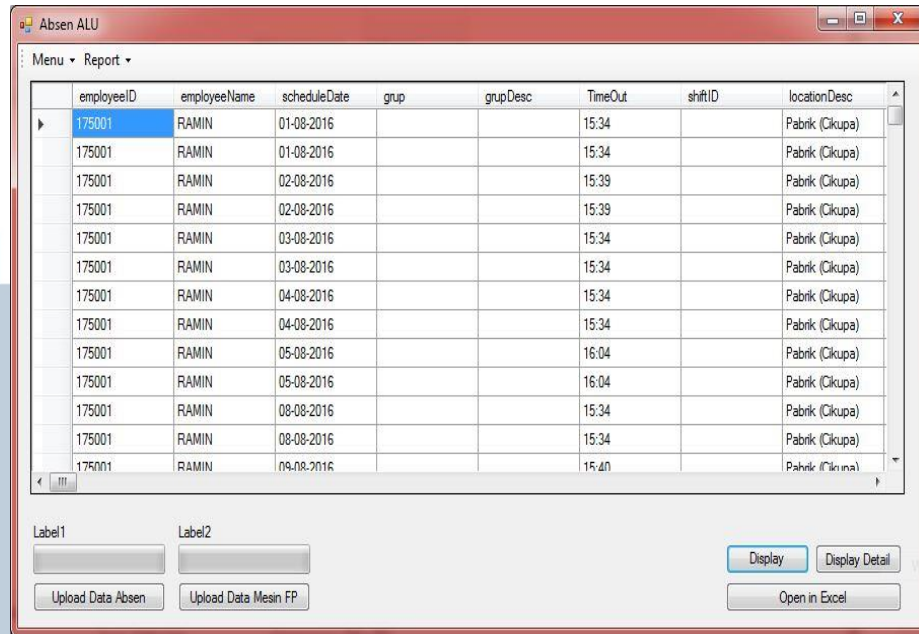 Absen ALU
Menu Report
employeeID employeeName scheduleDate grup grupDesc TimeOut shiftID locationDesc
175001 RAMIN 01-08-2016 15:34 Pabrik (Cikupa)
175001 RAMIN 01-08-2016 15:34 Pabrik (Cikupa)
175001 RAMIN 02-08-2016 15:39 Pabrik (Cikupa)
175001 RAMIN 02-08-2016 15:39 Pabrik (Cikupa)
175001 RAMIN 03-08-2016 15:34 Pabrik (Cikupa)
175001 RAMIN 03-08-2016 15:34 Pabrik (Cikupa)
175001 RAMIN 04-08-2016 15:34 Pabrik (Cikupa)
175001 RAMIN 04-08-2016 15:34 Pabrik (Cikupa)
175001 RAMIN 05-08-2016 16:04 Pabrik (Cikupa)
175001 RAMIN 05-08-2016 16:04 Pabrik (Cikupa)
175001 RAMIN 08-08-2016 15:34 Pabrik (Cikupa)
175001 RAMIN 08-08-2016 15:34 Pabrik (Cikupa)
175001 RAMIN 09-08-2016 15:40 Pabrik (Cikupa)
Label1 Label2
Display Display Detail
Upload Data Absen Upload Data Mesin FP Open in Excel